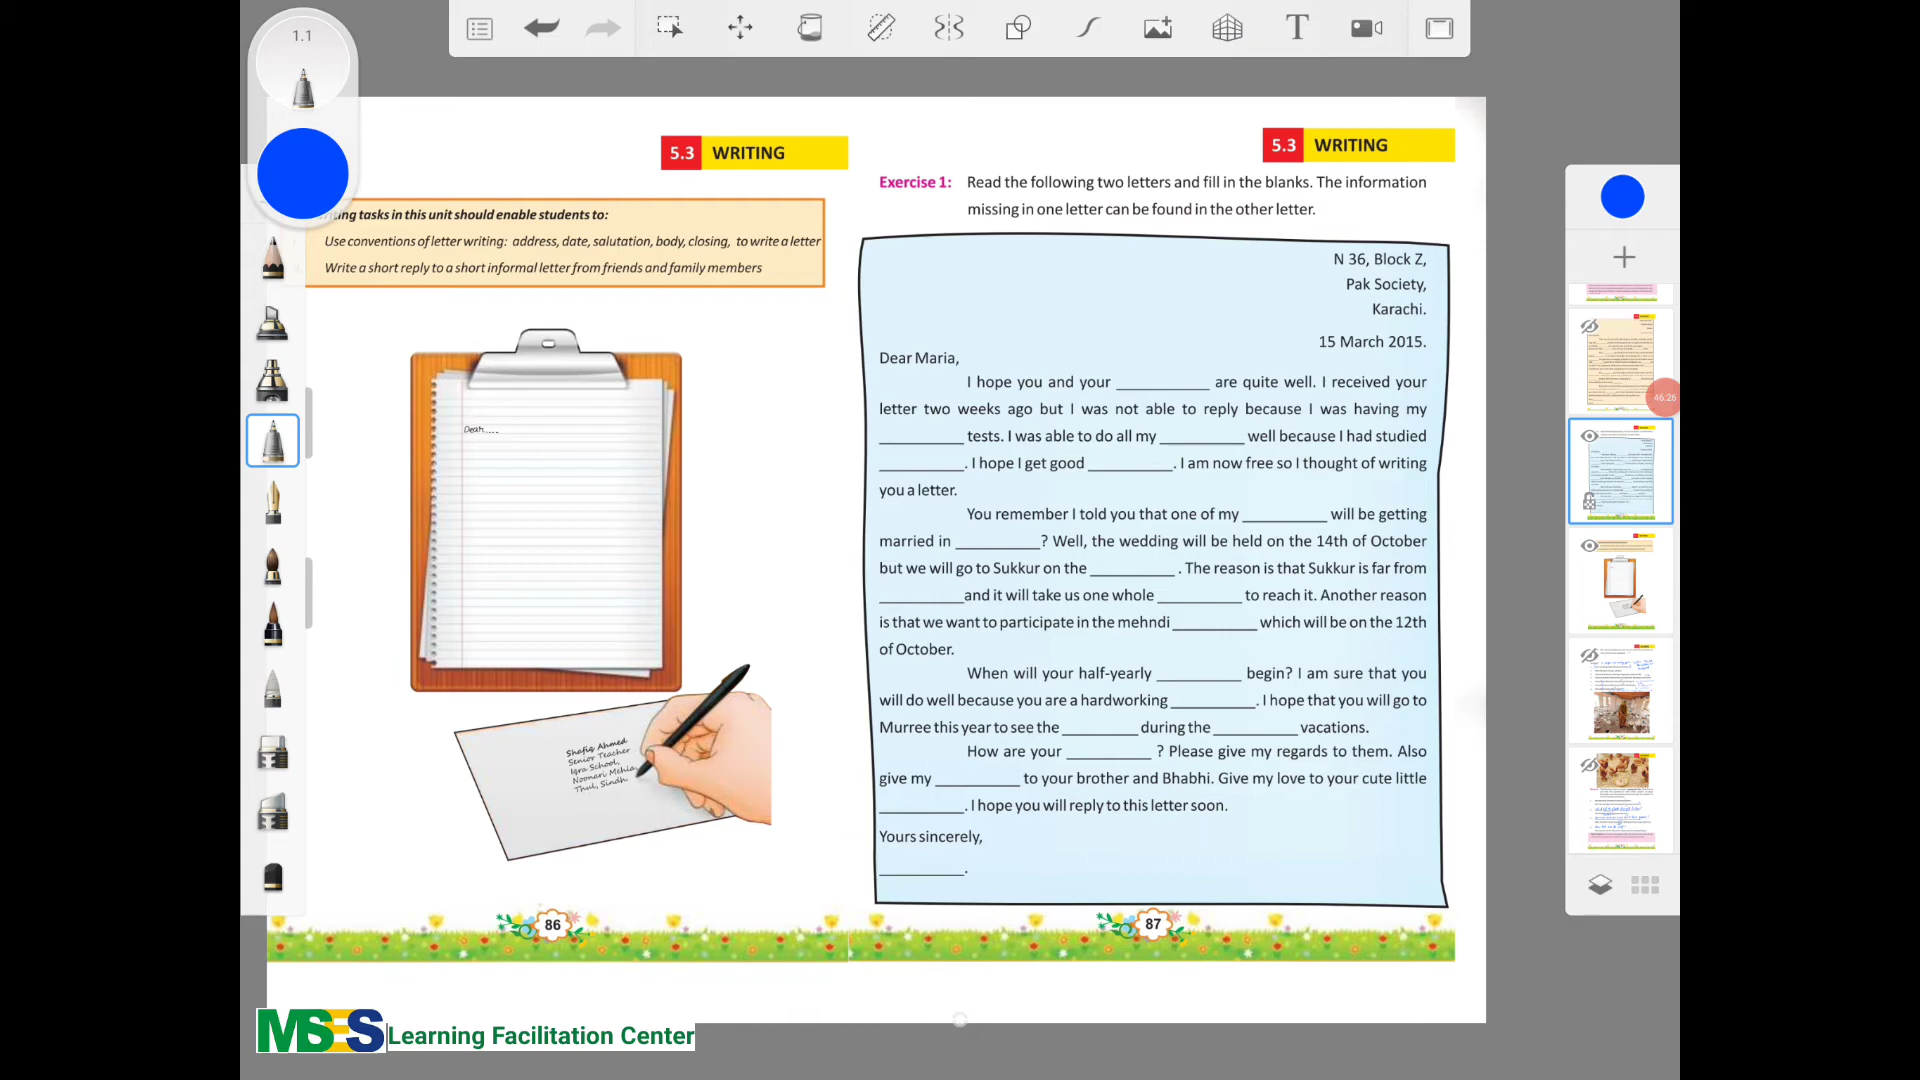 1.1
5.3 WRITING
iting tasks in this unit should enable students to:
Use conventions of letter writing: address, date, salutation, body, closing, to write a letter
Write a short reply to a short informal letter from friends and family members
Dear.....
Shafiq Ahmed
Senior Teacher
Iqra School,
Noonari Mehla,
Thul, Sindh.
86
5.3 WRITING
Exercise 1: Read the following two letters and fill in the blanks. The information
missing in one letter can be found in the other letter.
N 36, Block Z,
Pak Society,
Karachi.
15 March 2015.
Dear Maria,
I hope you and your ___________ are quite well. I received your
letter two weeks ago but I was not able to reply because I was having my
__________ tests. I was able to do all my __________ well because I had studied
__________. I hope I get good __________. I am now free so I thought of writing
you a letter.
You remember I told you that one of my __________ will be getting
married in __________? Well, the wedding will be held on the 14th of October
but we will go to Sukkur on the __________ . The reason is that Sukkur is far from
__________and it will take us one whole __________ to reach it. Another reason
is that we want to participate in the mehndi __________ which will be on the 12th
of October.
When will your half-yearly __________ begin? I am sure that you
will do well because you are a hardworking __________. I hope that you will go to
Murree this year to see the _________ during the __________ vacations.
How are your __________ ? Please give my regards to them. Also
give my __________ to your brother and Bhabhi. Give my love to your cute little
__________. I hope you will reply to this letter soon.
Yours sincerely,
__________.
87
46:26
MSES Learning Facilitation Center